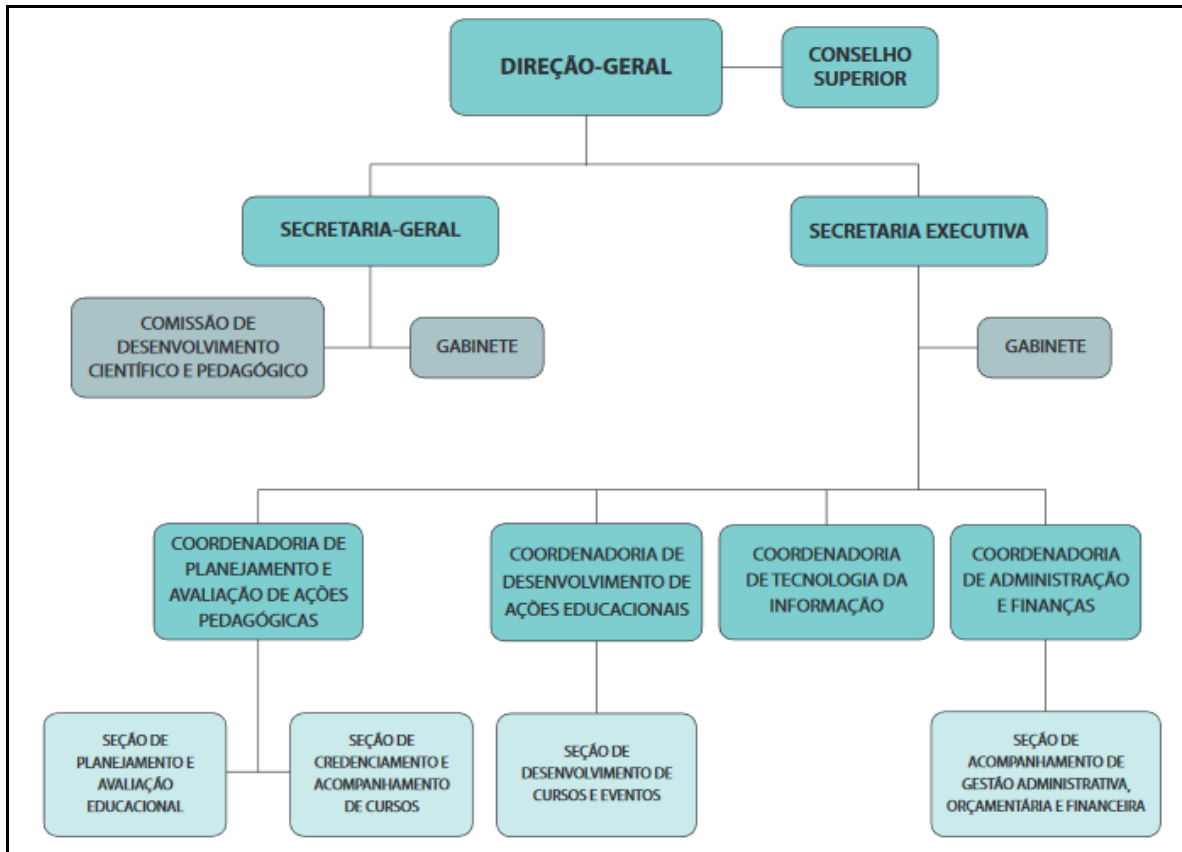 DIREÇÃO-GERAL
CONSELHO
SUPERIOR
SECRETARIA-GERAL
SECRETARIA EXECUTIVA
COMISSÃO DE
DESENVOLVIMENTO
CIENTÍFICO E PEDAGÓGICO
GABINETE
GABINETE
COORDENADORIA DE
PLANEJAMENTO E
AVALIAÇÃO DE AÇÕES
PEDAGÓGICAS
COORDENADORIA DE
DESENVOLVIMENTO DE
AÇÕES EDUCACIONAIS
COORDENADORIA
DE TECNOLOGIA DA
INFORMAÇÃO
COORDENADORIA
DE ADMINISTRAÇÃO
E FINANÇAS
SEÇÃO DE
PLANEJAMENTO E
AVALIAÇÃO
EDUCACIONAL
SEÇÃO DE
CREDENCIAMENTO E
ACOMPANHAMENTO
DE CURSOS
SEÇÃO DE
DESENVOLVIMENTO DE
CURSOS E EVENTOS
SEÇÃO DE
ACOMPANHAMENTO DE
GESTÃO ADMINISTRATIVA,
ORÇAMENTÁRIA E FINANCEIRA